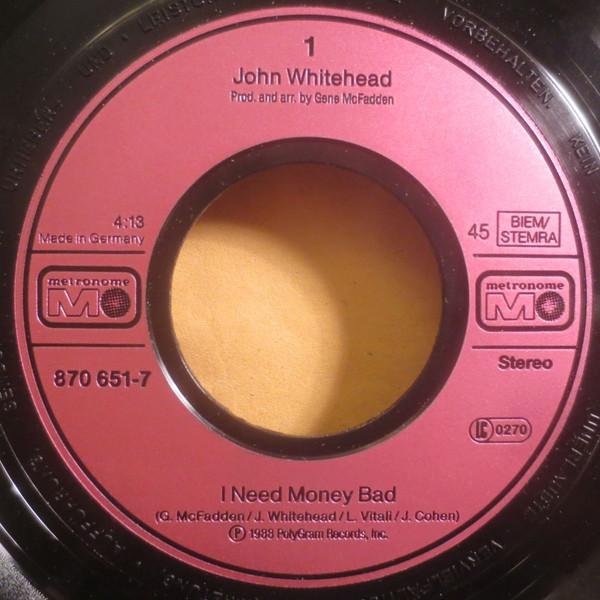 1
John Whitehead
Prod. and arr. by Gene McFadden
4:13
Made in Germany
45
BIEM/
STEMRA
metronome
metronome
870 651-7
Stereo
LC 0270
I Need Money Bad
(G. McFadden / J. Whitehead / L. Vitali / J. Cohen)
Ⓟ 1988 PolyGram Records, Inc.
UND
VORBEHALTEN.
KEIN